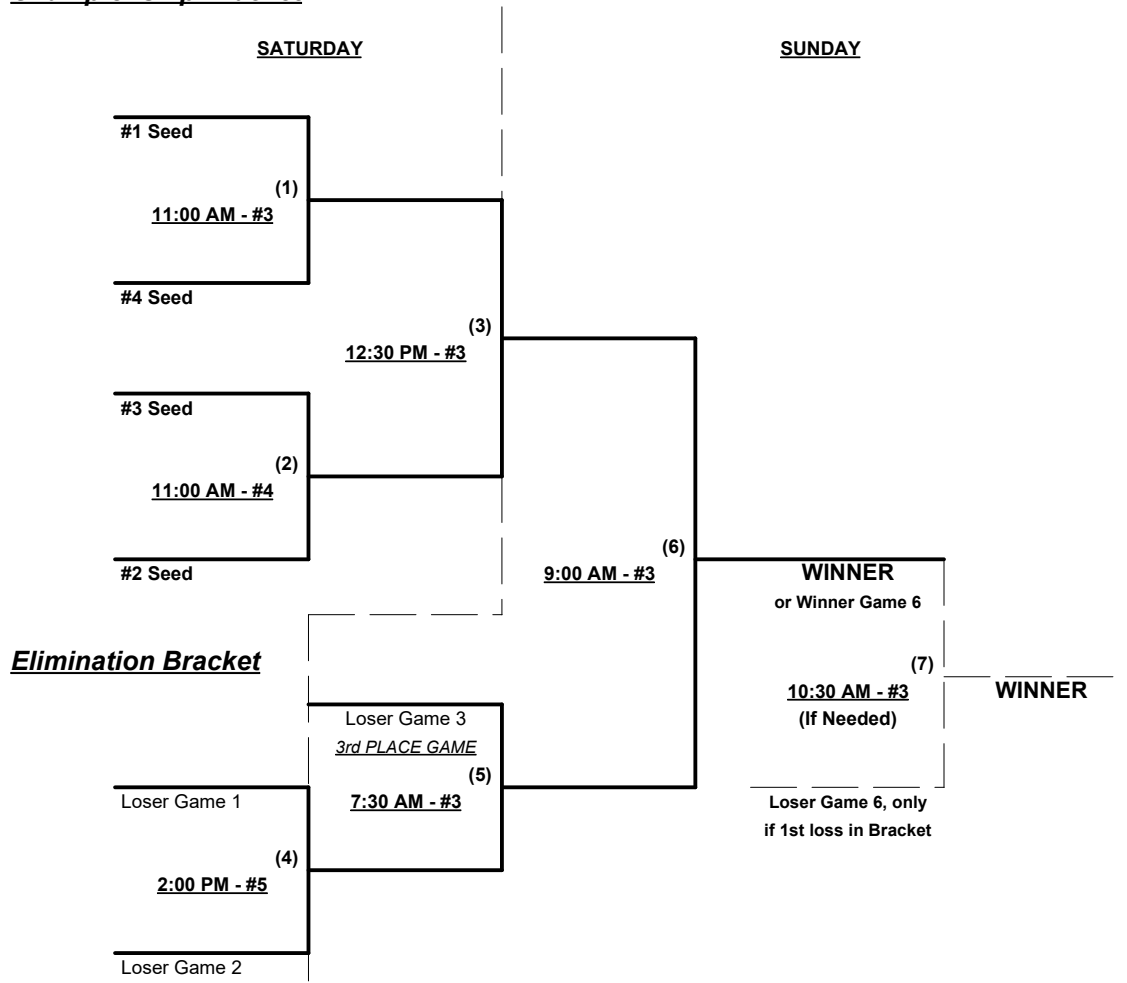 SATURDAY
SUNDAY
#1 Seed
(1)
11:00 AM - #3
#4 Seed
(3)
12:30 PM - #3
#3 Seed
(2)
11:00 AM - #4
#2 Seed
(6)
9:00 AM - #3
WINNER
or Winner Game 6
Elimination Bracket
(7)
10:30 AM - #3
(If Needed)
WINNER
Loser Game 3
3rd PLACE GAME
(5)
7:30 AM - #3
Loser Game 1
Loser Game 6, only
if 1st loss in Bracket
(4)
2:00 PM - #5
Loser Game 2